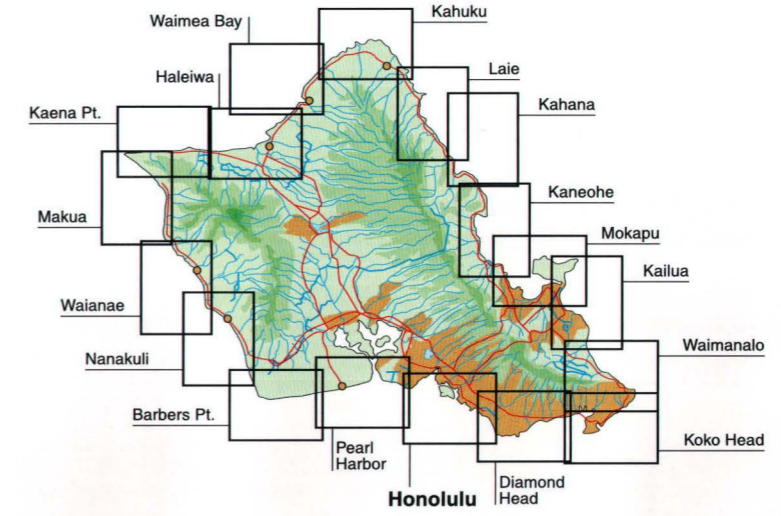 Kahuku
Waimea Bay
Laie
Haleiwa
Kahana
Kaena Pt.
Kaneohe
Makua
Mokapu
Kailua
Waianae
Waimanalo
Nanakuli
Barbers Pt.
Koko Head
Pearl
Harbor
Diamond
Head
Honolulu